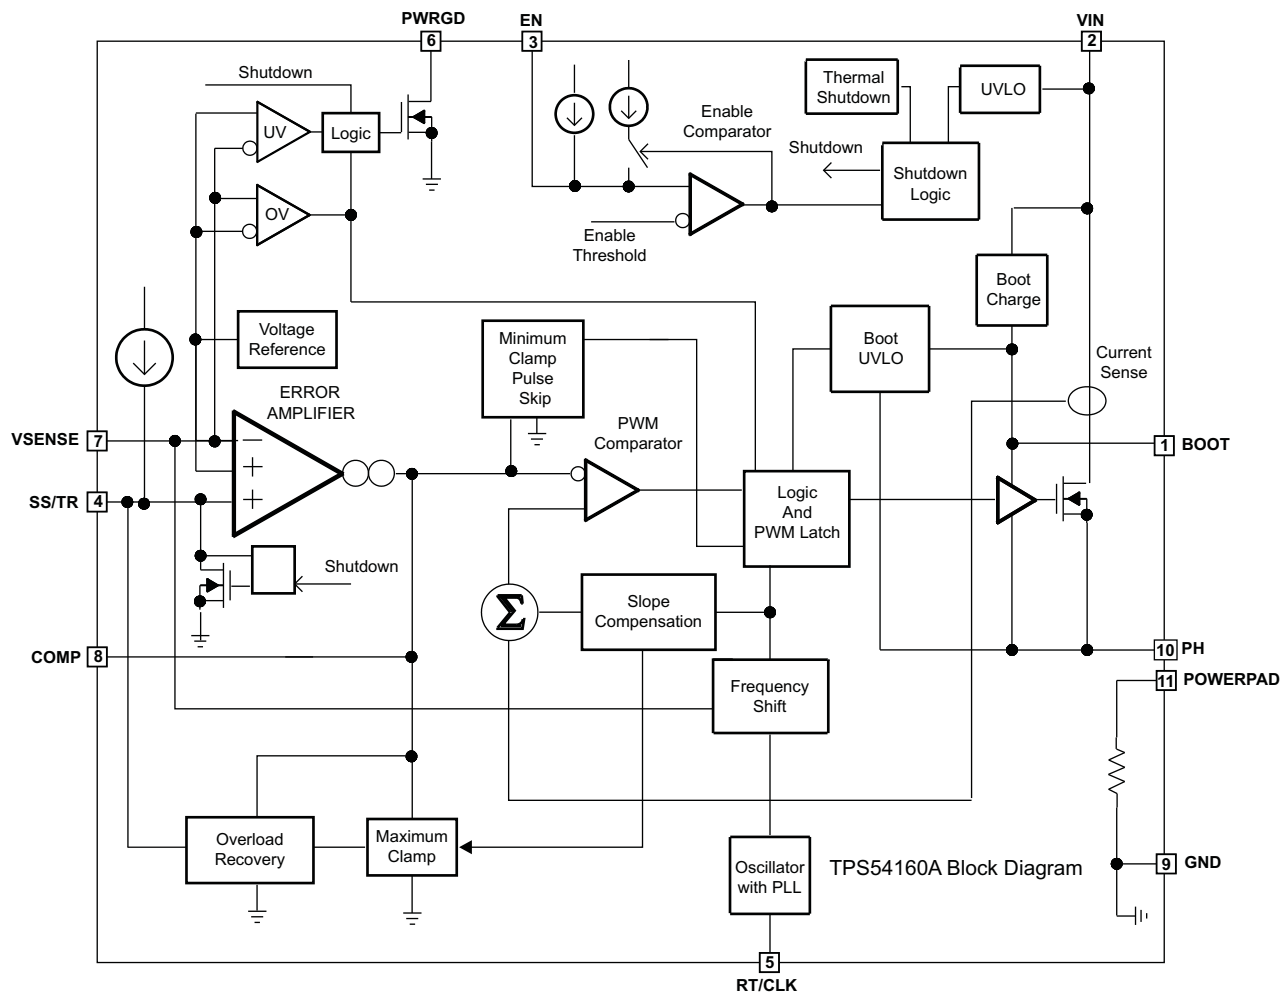 PWRGD
6
EN
3
VIN
2
Shutdown
UV
Logic
OV
Enable
Comparator
Enable
Threshold
Thermal
Shutdown
UVLO
Shutdown
Shutdown
Logic
Boot
Charge
Boot
UVLO
Current
Sense
Voltage
Reference
ERROR
AMPLIFIER
Minimum
Clamp
Pulse
Skip
PWM
Comparator
VSENSE
7
−
+
+
SS/TR
4
1
BOOT
Logic
And
PWM Latch
Shutdown
Σ
Slope
Compensation
COMP
8
10
PH
11
POWERPAD
Frequency
Shift
Overload
Recovery
Maximum
Clamp
Oscillator
with PLL
TPS54160A Block Diagram
9
GND
5
RT/CLK